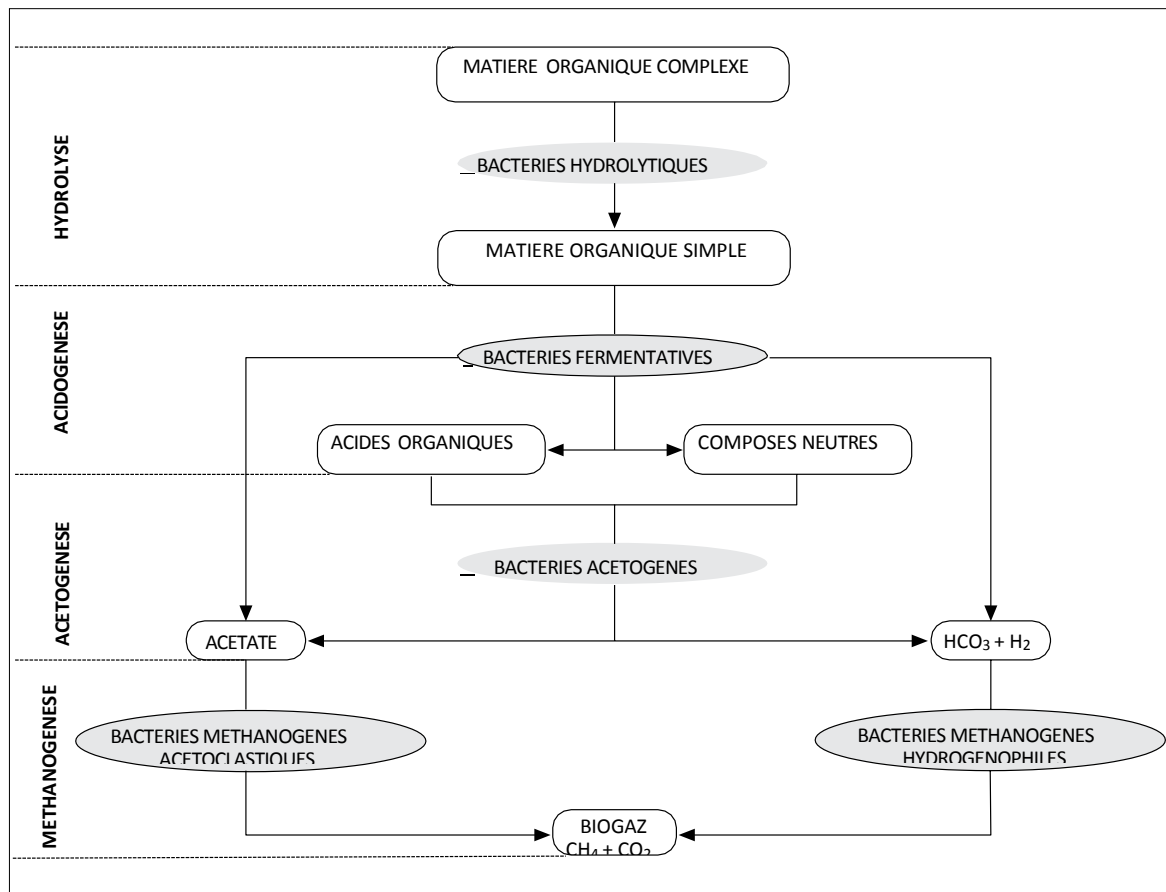 MATIERE ORGANIQUE COMPLEXE
HYDROLYSE
BACTERIES HYDROLYTIQUES
MATIERE ORGANIQUE SIMPLE
ACIDOGENESE
BACTERIES FERMENTATIVES
ACIDES ORGANIQUES
COMPOSES NEUTRES
ACETOGENESE
BACTERIES ACETOGENES
ACETATE
HCO₃ + H₂
METHANOGENESE
BACTERIES METHANOGENES
ACETOCLASTIQUES
BACTERIES METHANOGENES
HYDROGENOPHILES
BIOGAZ
CH₄ + CO₂